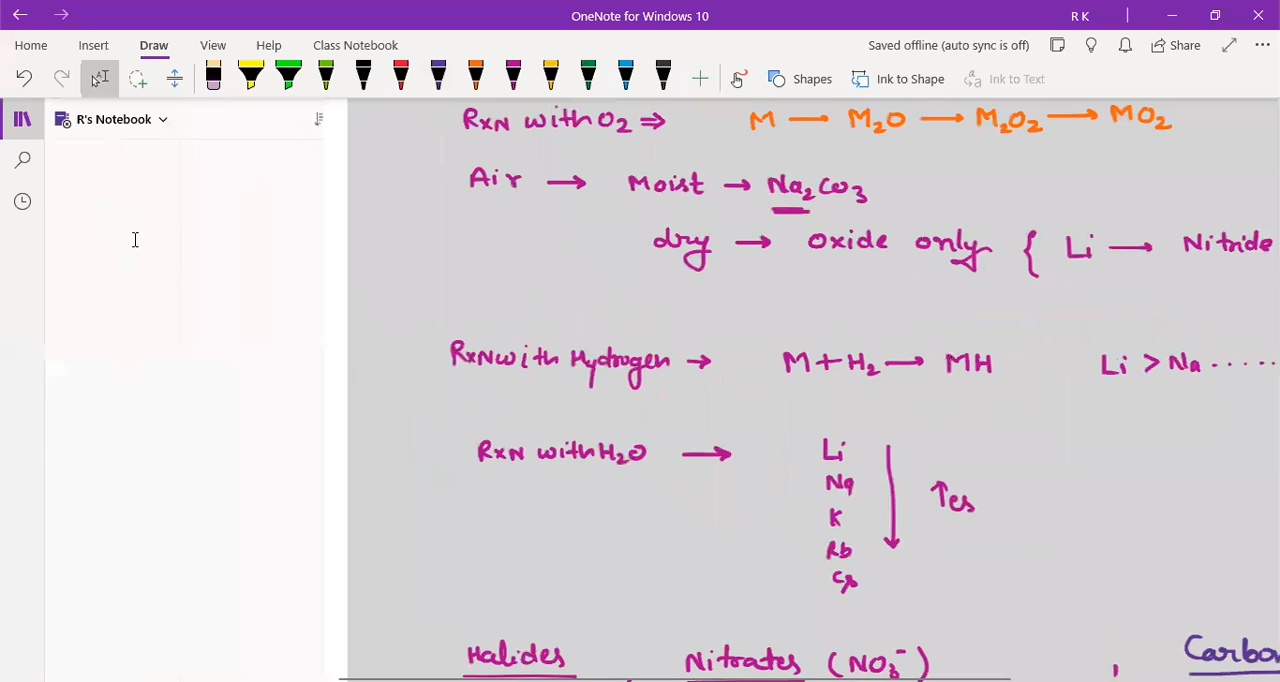 OneNote for Windows 10
R K
Home Insert Draw View Help Class Notebook
Saved offline (auto sync is off) Share
Shapes Ink to Shape Ink to Text
R's Notebook
RxN with O₂ ⇒ M → M₂O → M₂O₂ → MO₂
Air → Moist → Na₂CO₃
dry → Oxide only { Li → Nitride
RxN with Hydrogen → M + H₂ → MH Li > Na ......
RxN with H₂O → Li
Na
↑es
K
Rb
Cs
Halides Nitrates (NO₃⁻) , Carbon